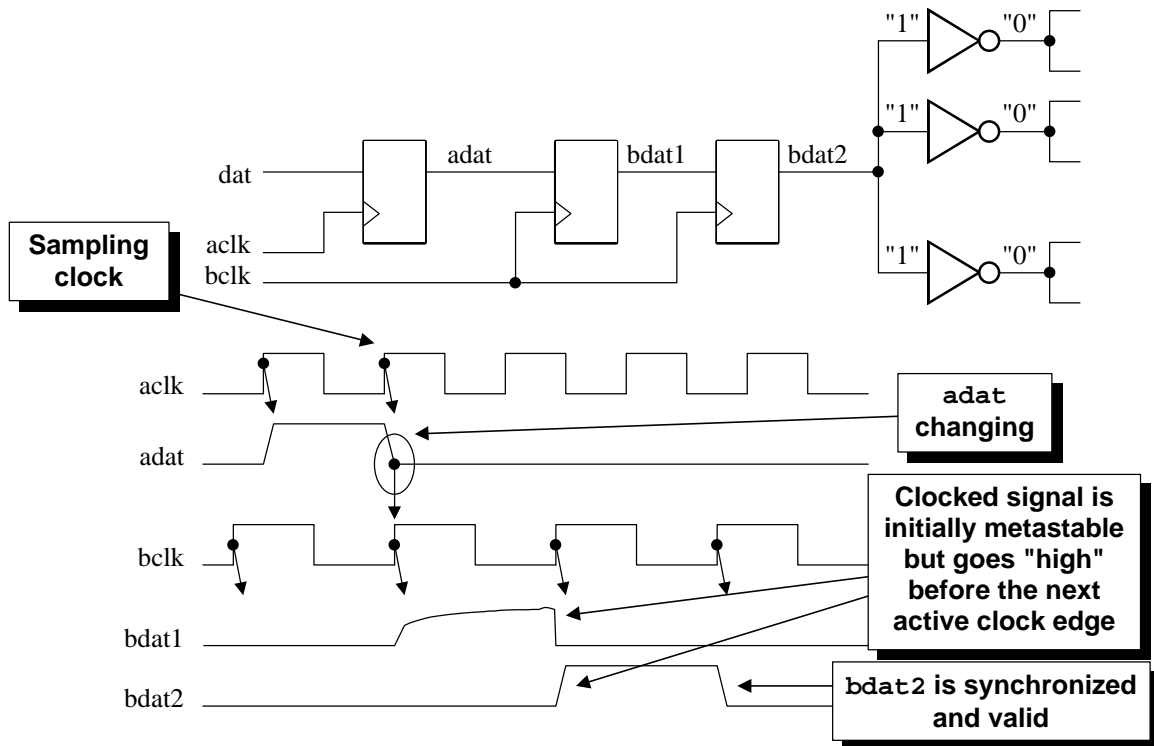 "1"
"0"
"1"
"0"
adat
bdat1
bdat2
dat
"1"
"0"
aclk
bclk
Sampling
clock
aclk
adat
changing
adat
Clocked signal is
initially metastable
but goes "high"
before the next
active clock edge
bclk
bdat1
bdat2
bdat2 is synchronized
and valid